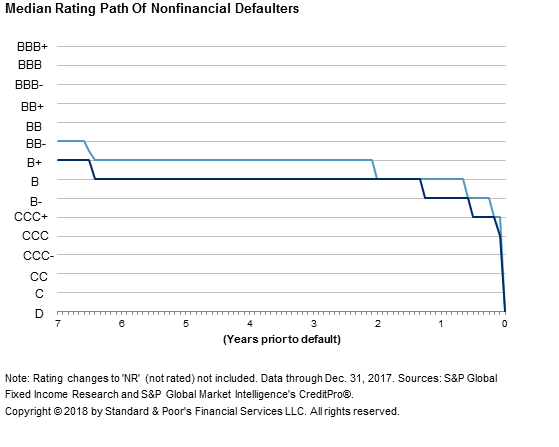 Median Rating Path Of Nonfinancial Defaulters
BBB+
BBB
BBB-
BB+
BB
BB-
B+
B
B-
CCC+
CCC
CCC-
CC
C
D
7 6 5 4 3 2 1 0
(Years prior to default)
Note: Rating changes to 'NR' (not rated) not included. Data through Dec. 31, 2017. Sources: S&P Global
Fixed Income Research and S&P Global Market Intelligence's CreditPro®.
Copyright © 2018 by Standard & Poor's Financial Services LLC. All rights reserved.